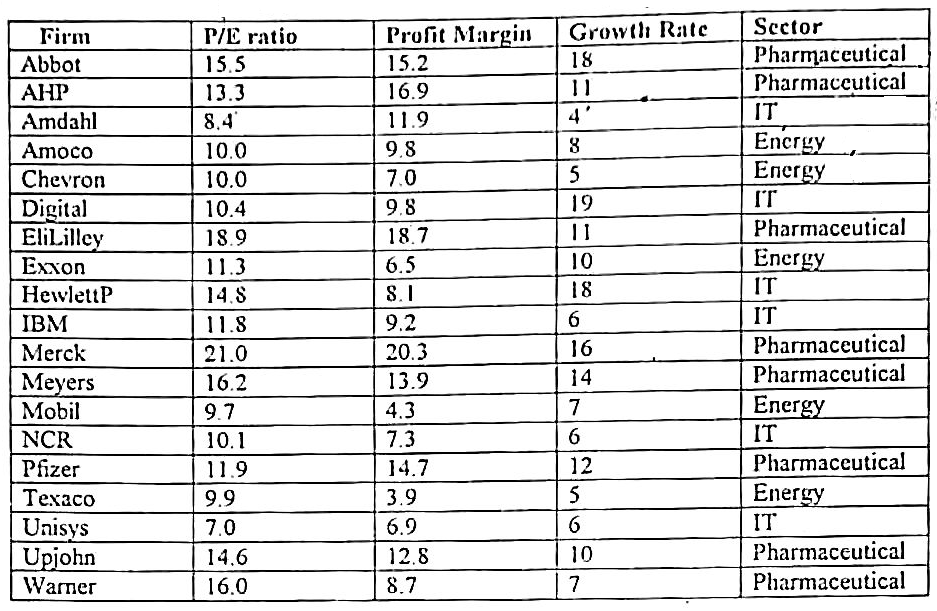 Firm P/E ratio Profit Margin Growth Rate Sector
Abbot 15.5 15.2 18 Pharmaceutical
AHP 13.3 16.9 11 Pharmaceutical
Amdahl 8.4 11.9 4 IT
Amoco 10.0 9.8 8 Energy
Chevron 10.0 7.0 5 Energy
Digital 10.4 9.8 19 IT
EliLilley 18.9 18.7 11 Pharmaceutical
Exxon 11.3 6.5 10 Energy
HewlettP 14.8 8.1 18 IT
IBM 11.8 9.2 6 IT
Merck 21.0 20.3 16 Pharmaceutical
Meyers 16.2 13.9 14 Pharmaceutical
Mobil 9.7 4.3 7 Energy
NCR 10.1 7.3 6 IT
Pfizer 11.9 14.7 12 Pharmaceutical
Texaco 9.9 3.9 5 Energy
Unisys 7.0 6.9 6 IT
Upjohn 14.6 12.8 10 Pharmaceutical
Warner 16.0 8.7 7 Pharmaceutical